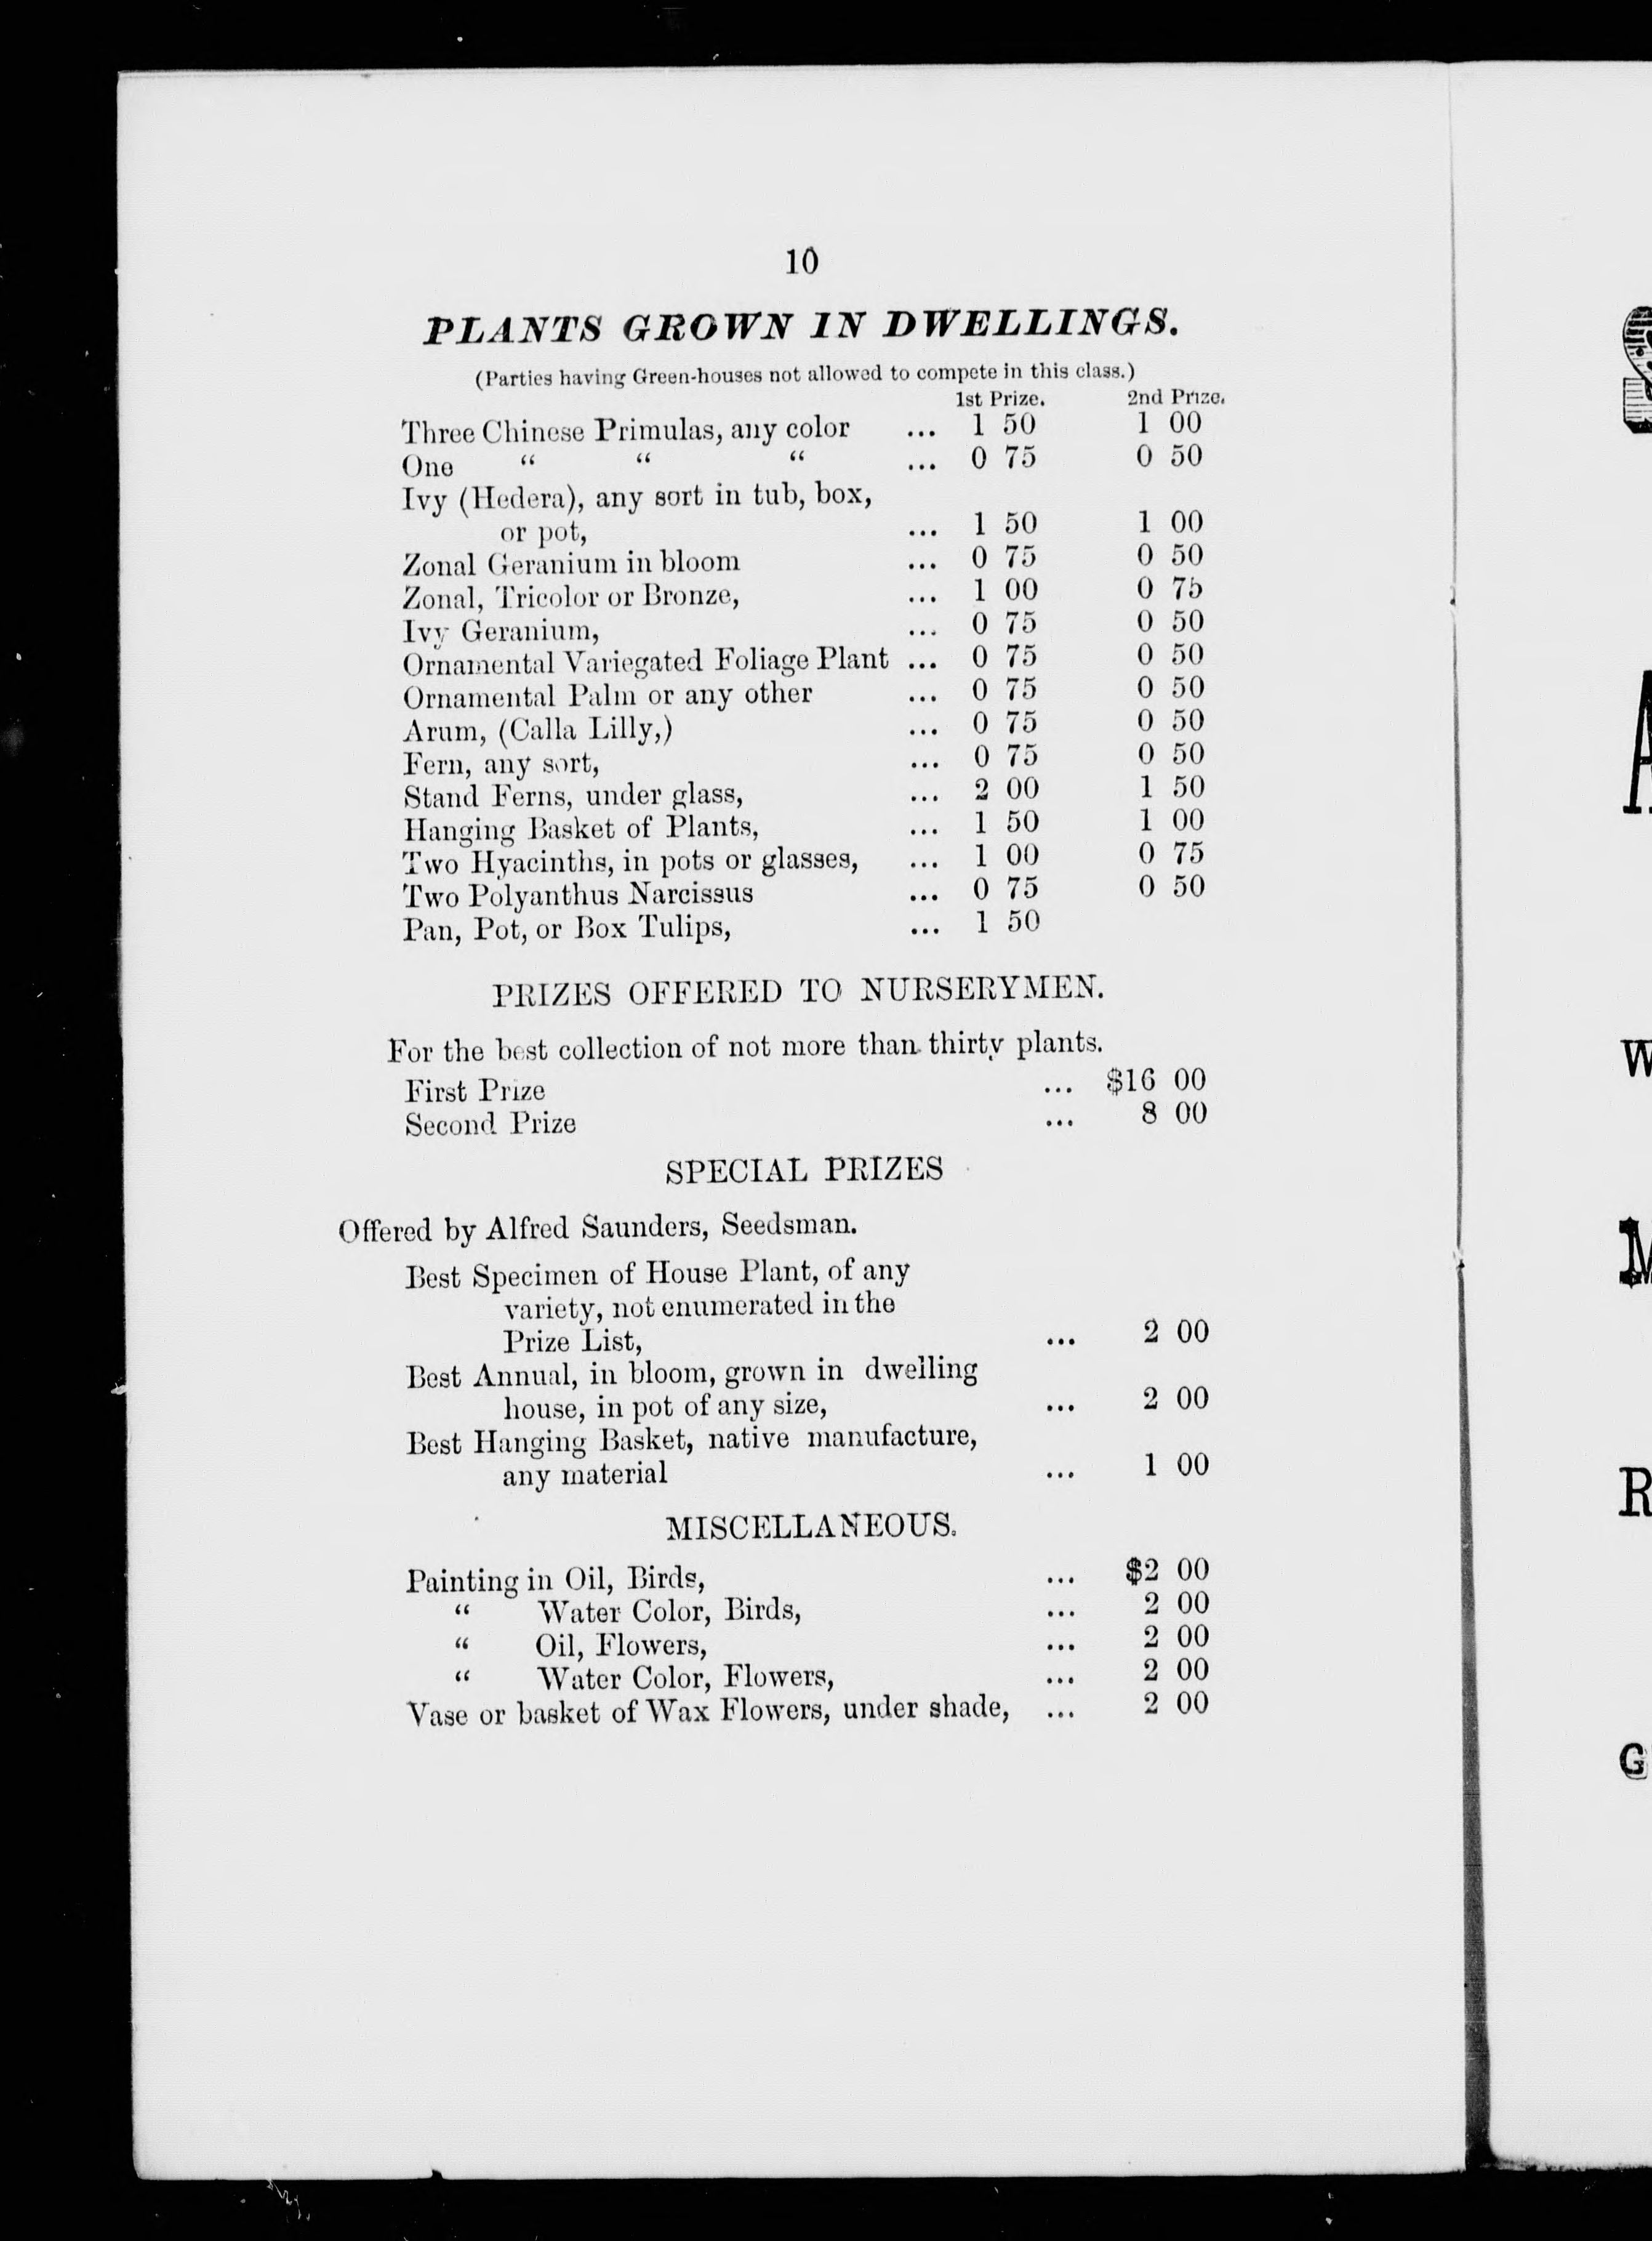 10
PLANTS GROWN IN DWELLINGS.
(Parties having Green-houses not allowed to compete in this class.)
1st Prize. 2nd Prize.
Three Chinese Primulas, any color ... 1 50 1 00
One “ “ “ ... 0 75 0 50
Ivy (Hedera), any sort in tub, box,
or pot, ... 1 50 1 00
Zonal Geranium in bloom ... 0 75 0 50
Zonal, Tricolor or Bronze, ... 1 00 0 75
Ivy Geranium, ... 0 75 0 50
Ornamental Variegated Foliage Plant ... 0 75 0 50
Ornamental Palm or any other ... 0 75 0 50
Arum, (Calla Lilly,) ... 0 75 0 50
Fern, any sort, ... 0 75 0 50
Stand Ferns, under glass, ... 2 00 1 50
Hanging Basket of Plants, ... 1 50 1 00
Two Hyacinths, in pots or glasses, ... 1 00 0 75
Two Polyanthus Narcissus ... 0 75 0 50
Pan, Pot, or Box Tulips, ... 1 50
PRIZES OFFERED TO NURSERYMEN.
For the best collection of not more than thirty plants.
First Prize ... $16 00
Second Prize ... 8 00
SPECIAL PRIZES
Offered by Alfred Saunders, Seedsman.
Best Specimen of House Plant, of any
variety, not enumerated in the
Prize List, ... 2 00
Best Annual, in bloom, grown in dwelling
house, in pot of any size, ... 2 00
Best Hanging Basket, native manufacture,
any material ... 1 00
MISCELLANEOUS.
Painting in Oil, Birds, ... $2 00
“ Water Color, Birds, ... 2 00
“ Oil, Flowers, ... 2 00
“ Water Color, Flowers, ... 2 00
Vase or basket of Wax Flowers, under shade, ... 2 00